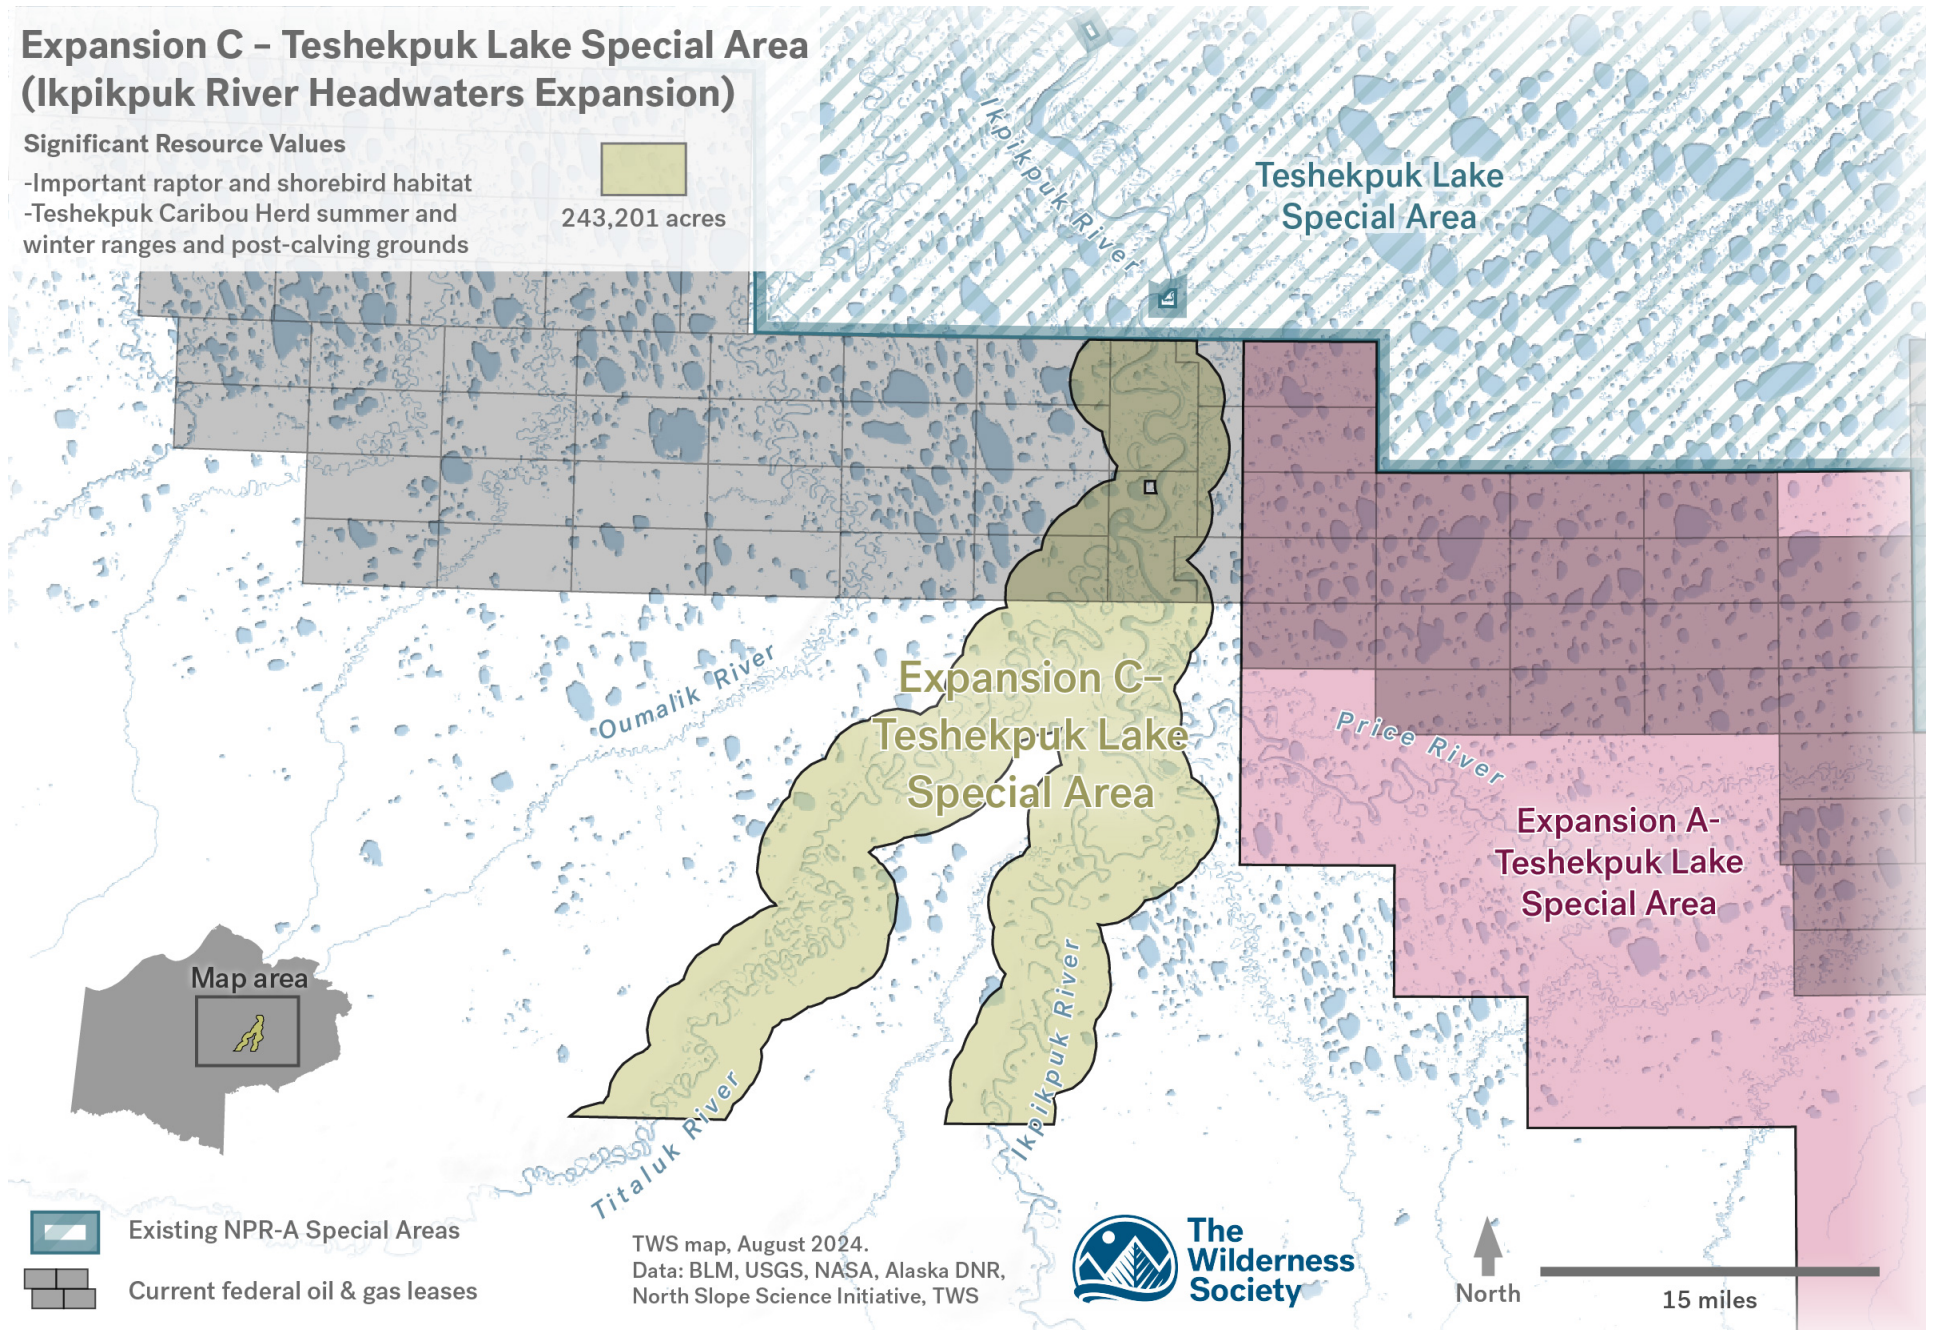 Expansion C – Teshekpuk Lake Special Area
(Ikpikpuk River Headwaters Expansion)
Significant Resource Values
-Important raptor and shorebird habitat
-Teshekpuk Caribou Herd summer and
winter ranges and post-calving grounds
243,201 acres
Ikpikpuk River
Teshekpuk Lake
Special Area
Oumalik River
Expansion C–
Teshekpuk Lake
Special Area
Price River
Expansion A-
Teshekpuk Lake
Special Area
Map area
Ikpikpuk River
Titaluk River
Existing NPR-A Special Areas
Current federal oil & gas leases
TWS map, August 2024.
Data: BLM, USGS, NASA, Alaska DNR,
North Slope Science Initiative, TWS
The
Wilderness
Society
North
15 miles